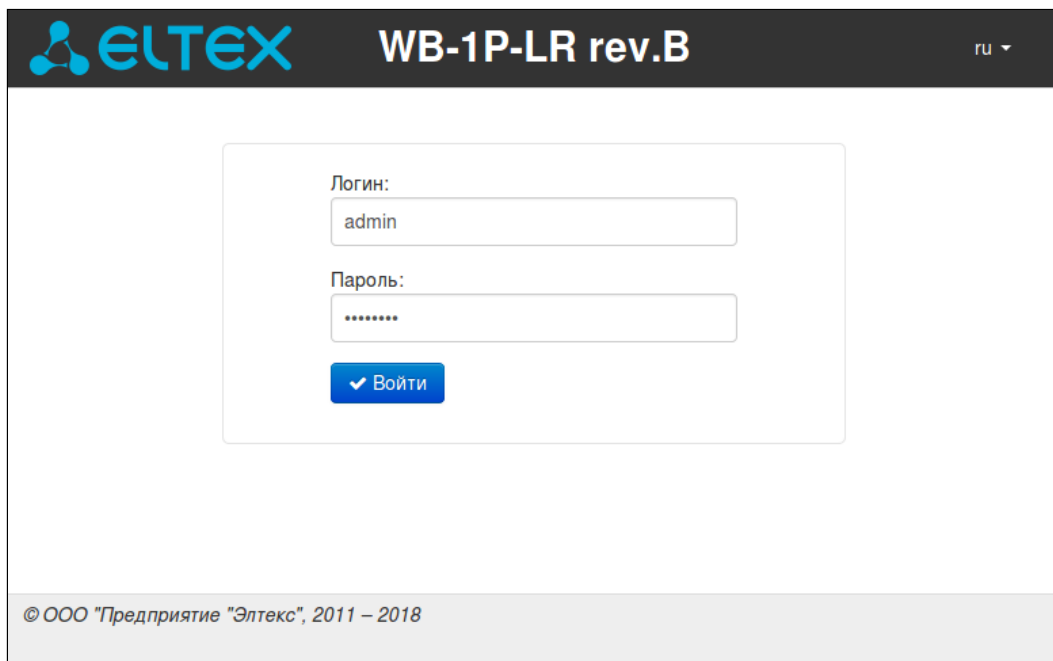 ELTEX WB-1P-LR rev.B ru
Логин:
admin
Пароль:
••••••••
Войти
© ООО "Предприятие "Элтекс", 2011 – 2018